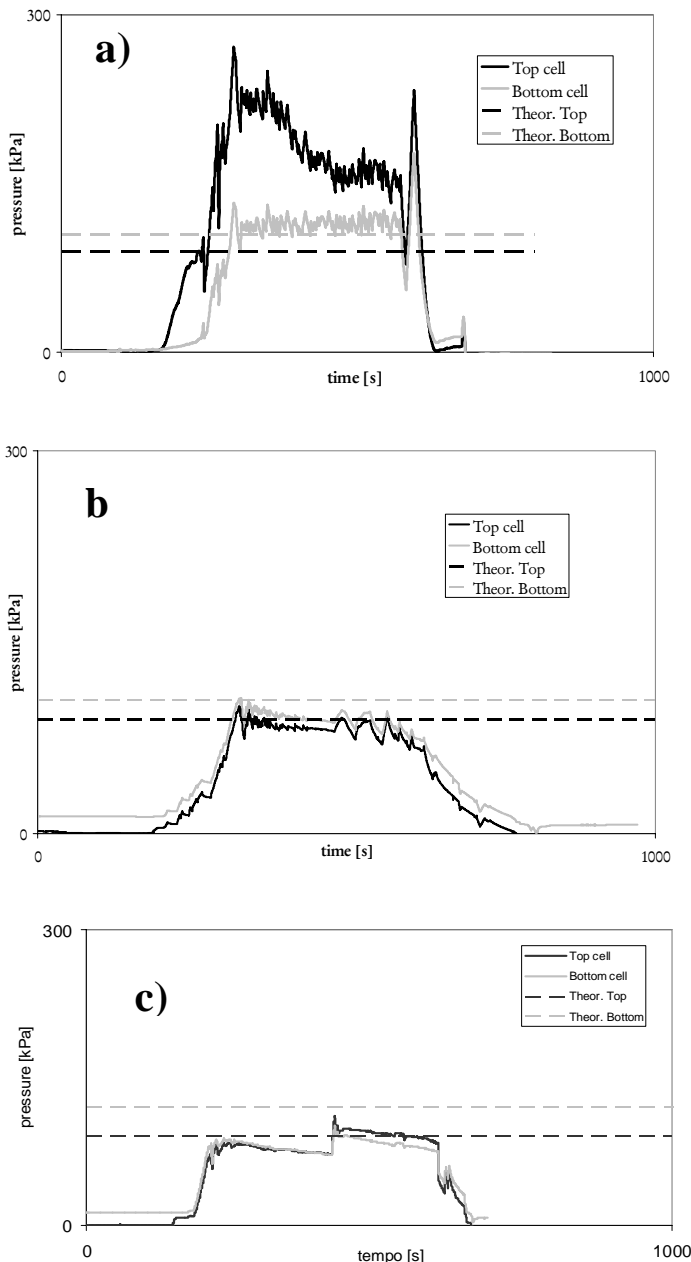 300
a)
Top cell
Bottom cell
Theor. Top
Theor. Bottom
pressure [kPa]
0
0
time [s]
1000
300
b
Top cell
Bottom cell
Theor. Top
Theor. Bottom
pressure [kPa]
0
0
time [s]
1000
300
c)
Top cell
Bottom cell
Theor. Top
Theor. Bottom
pressure [kPa]
0
0
tempo [s]
1000